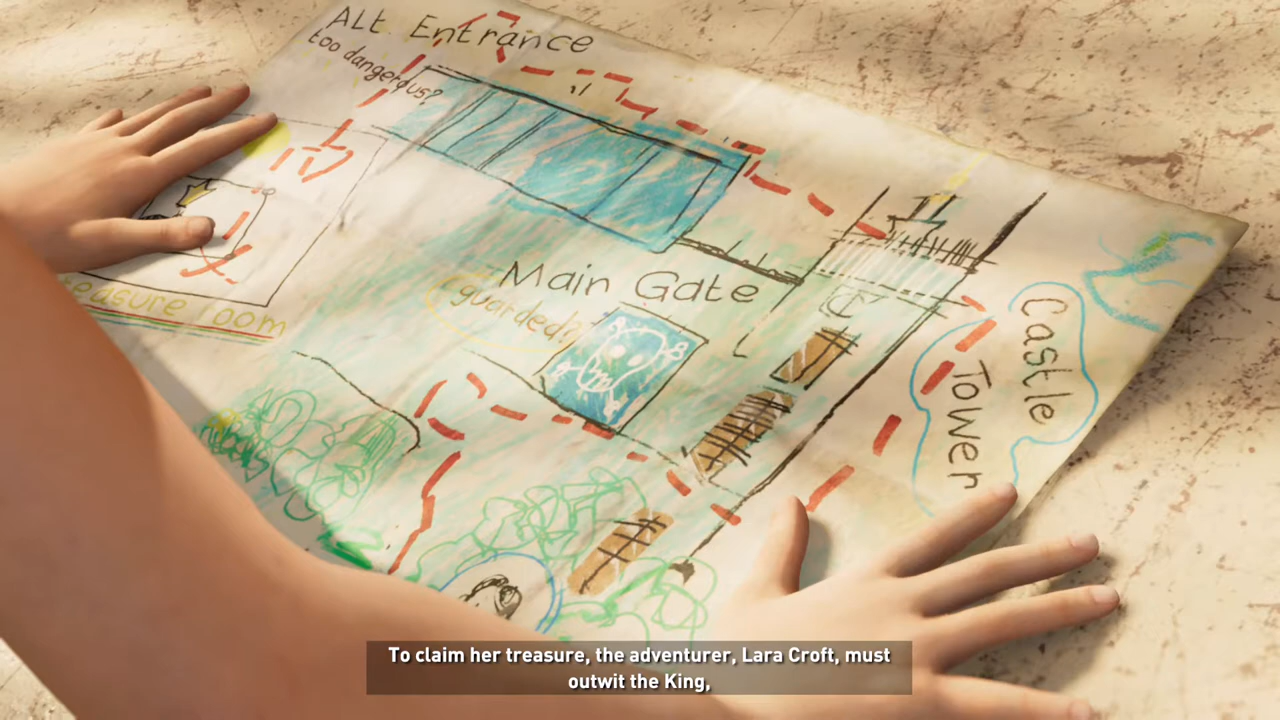 ALt Entrance
too dangerous?
Main Gate
guarded?
easure room
Castle
Tower
To claim her treasure, the adventurer, Lara Croft, must
outwit the King,